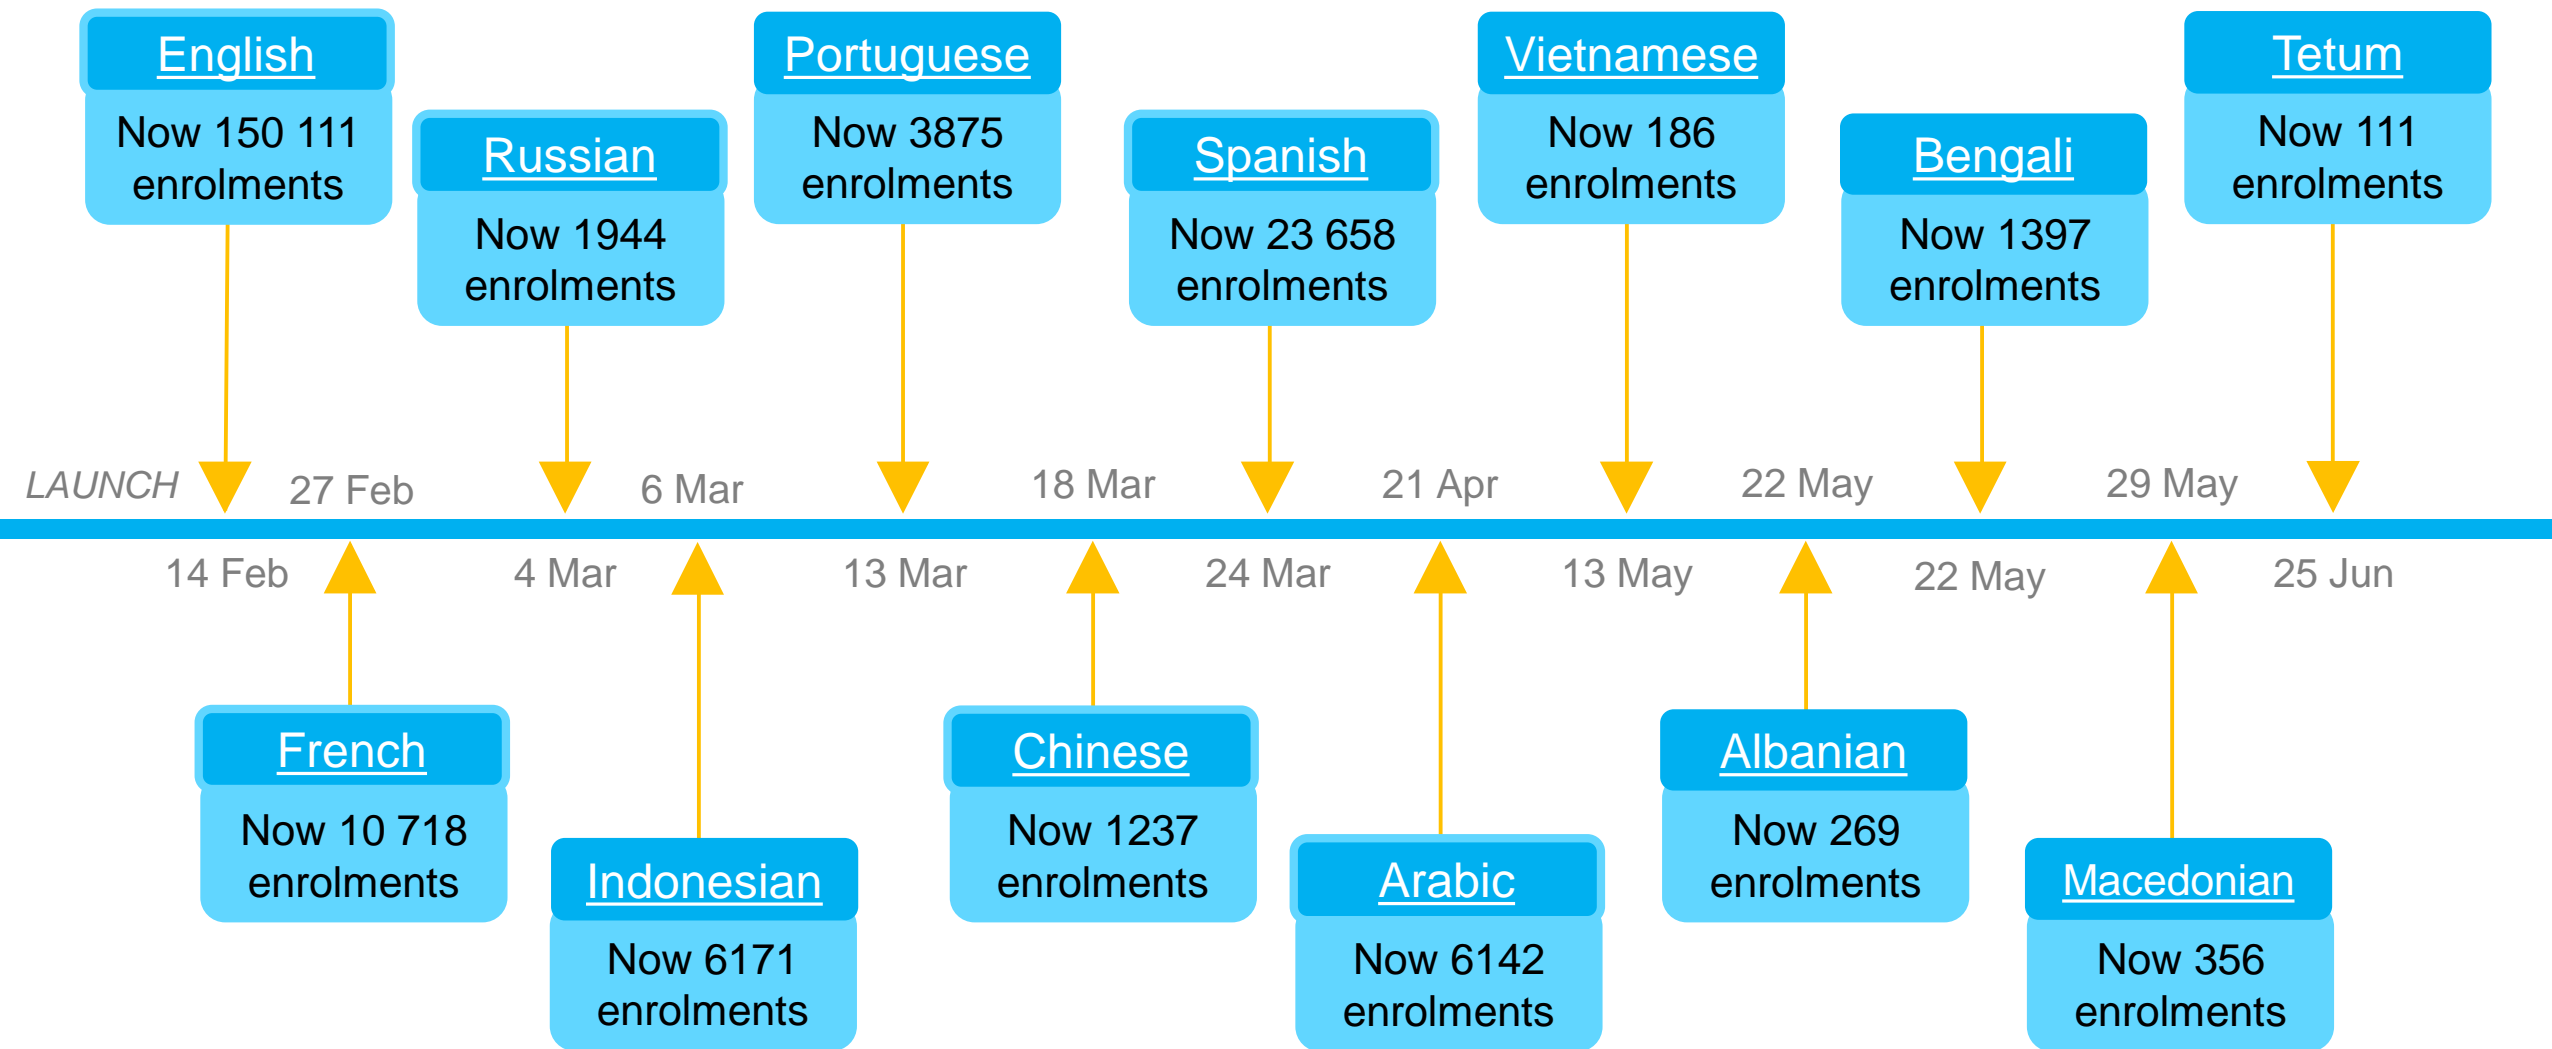 English
Now 150 111
enrolments
Russian
Now 1944
enrolments
Portuguese
Now 3875
enrolments
Spanish
Now 23 658
enrolments
Vietnamese
Now 186
enrolments
Bengali
Now 1397
enrolments
Tetum
Now 111
enrolments
LAUNCH
27 Feb
6 Mar
18 Mar
21 Apr
22 May
29 May
14 Feb
4 Mar
13 Mar
24 Mar
13 May
22 May
25 Jun
French
Now 10 718
enrolments
Indonesian
Now 6171
enrolments
Chinese
Now 1237
enrolments
Arabic
Now 6142
enrolments
Albanian
Now 269
enrolments
Macedonian
Now 356
enrolments